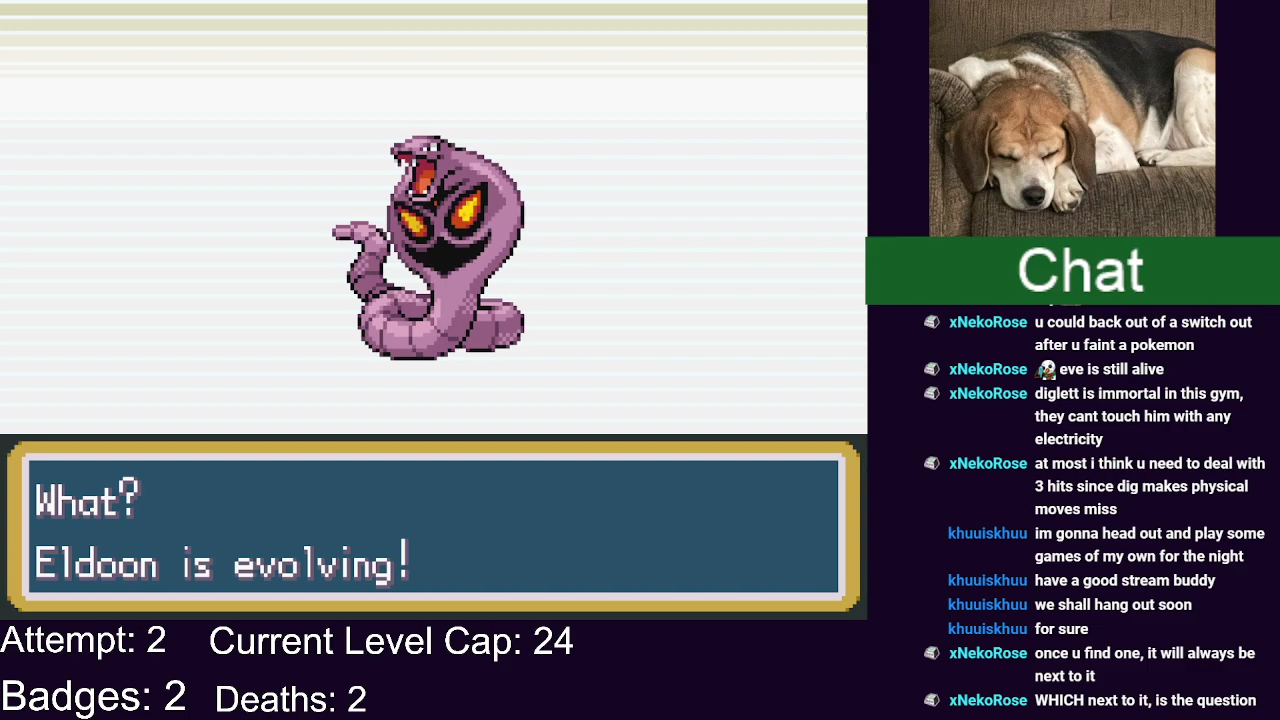 What?
Eldoon is evolving!
Attempt: 2 Current Level Cap: 24
Badges: 2 Deaths: 2
Chat
xNekoRose u could back out of a switch out
after u faint a pokemon
xNekoRose eve is still alive
xNekoRose diglett is immortal in this gym,
they cant touch him with any
electricity
xNekoRose at most i think u need to deal with
3 hits since dig makes physical
moves miss
khuuiskhuu im gonna head out and play some
games of my own for the night
khuuiskhuu have a good stream buddy
khuuiskhuu we shall hang out soon
khuuiskhuu for sure
xNekoRose once u find one, it will always be
next to it
xNekoRose WHICH next to it, is the question